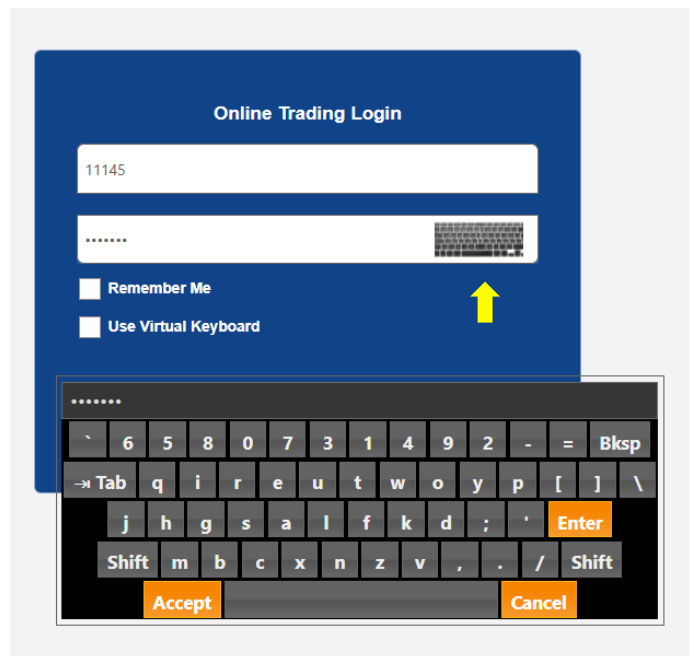 Online Trading Login
11145
•••••••
Remember Me
Use Virtual Keyboard
•••••••
` 6 5 8 0 7 3 1 4 9 2 - = Bksp
⇥ Tab q i r e u t w o y p [ ] \
j h g s a l f k d ; ' Enter
Shift m b c x n z v , . / Shift
Accept Cancel